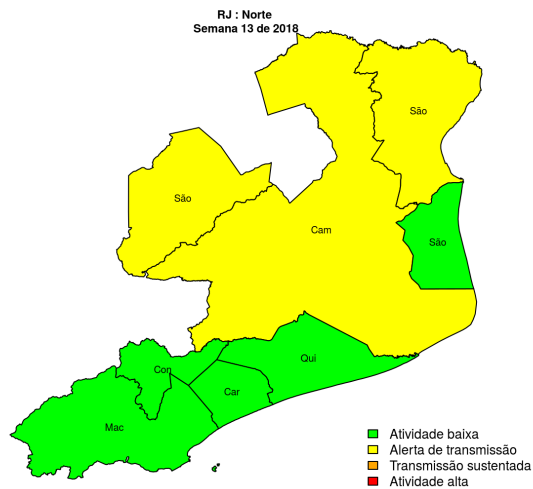 RJ : Norte
Semana 13 de 2018
São
São
Cam
São
Qui
Con
Car
Mac
Atividade baixa
Alerta de transmissão
Transmissão sustentada
Atividade alta